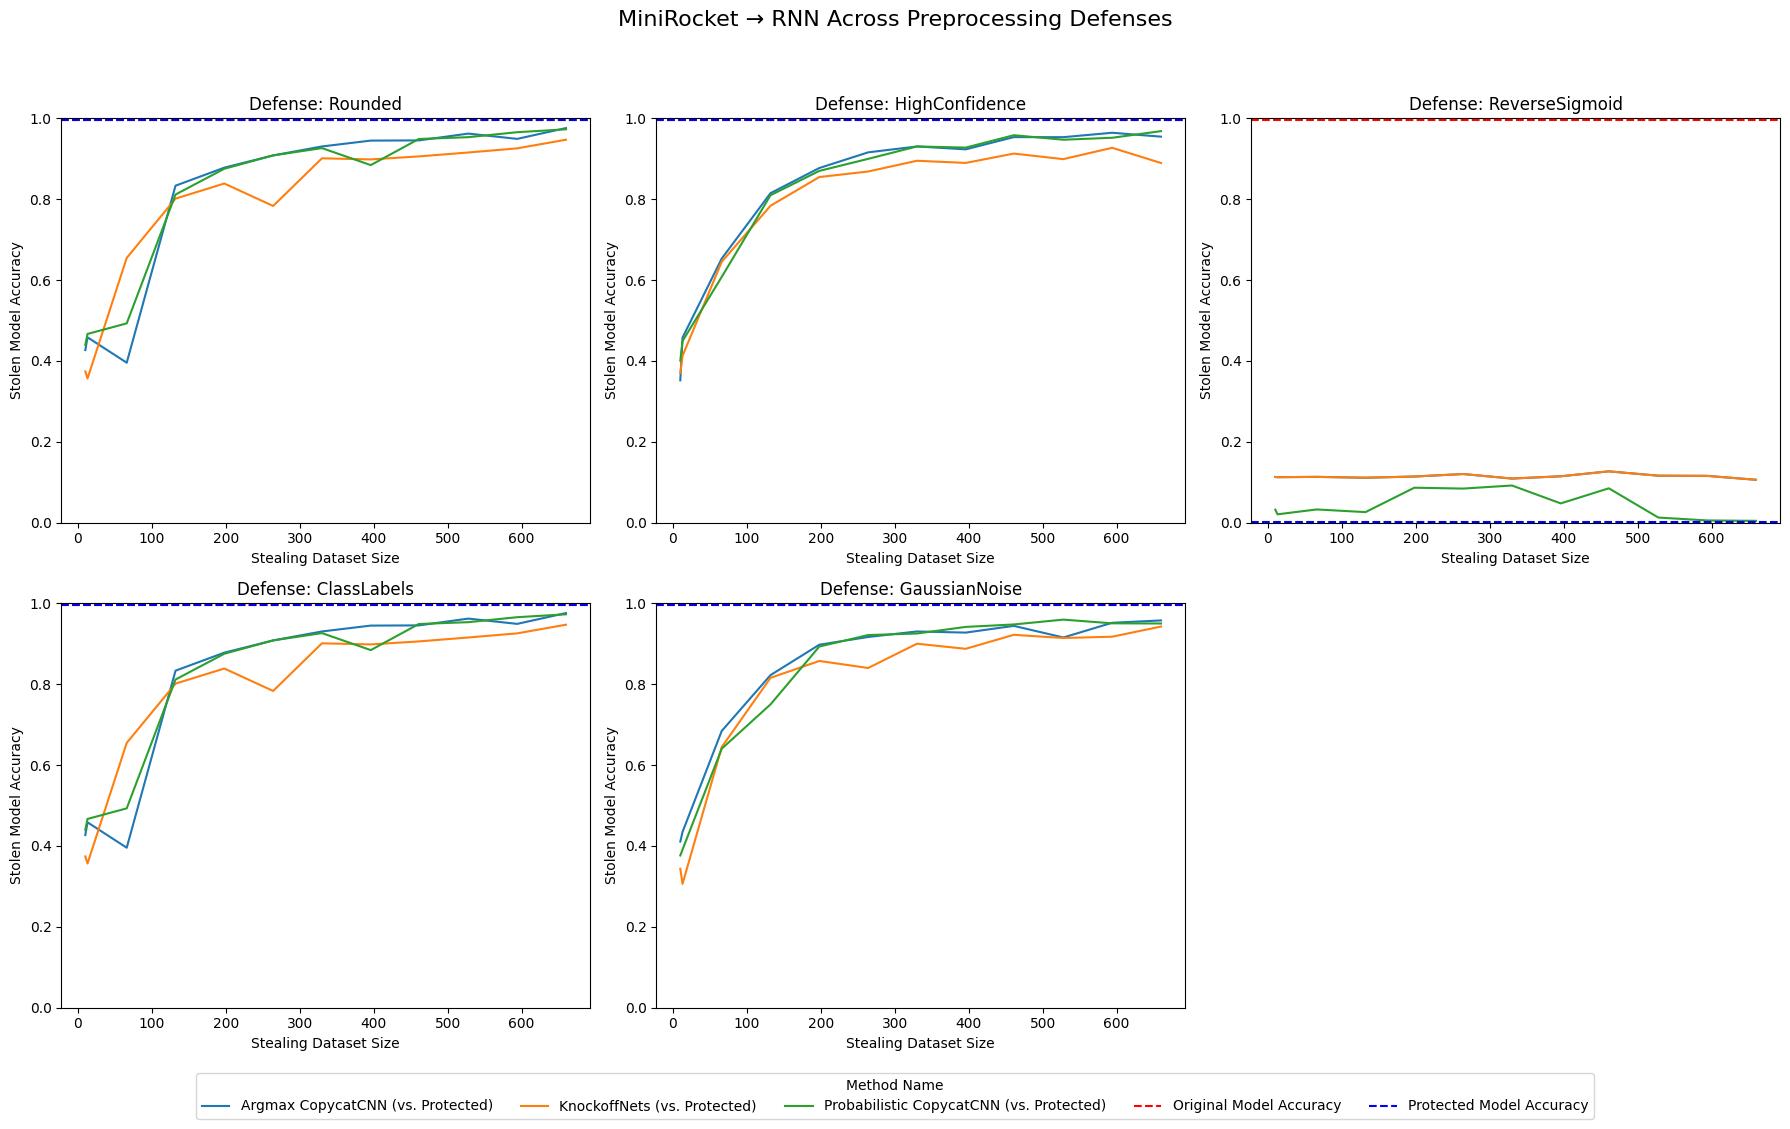 MiniRocket → RNN Across Preprocessing Defenses
Defense: Rounded
Stolen Model Accuracy
1.0
0.8
0.6
0.4
0.2
0.0
0 100 200 300 400 500 600
Stealing Dataset Size
Defense: HighConfidence
Stolen Model Accuracy
1.0
0.8
0.6
0.4
0.2
0.0
0 100 200 300 400 500 600
Stealing Dataset Size
Defense: ReverseSigmoid
Stolen Model Accuracy
1.0
0.8
0.6
0.4
0.2
0.0
0 100 200 300 400 500 600
Stealing Dataset Size
Defense: ClassLabels
Stolen Model Accuracy
1.0
0.8
0.6
0.4
0.2
0.0
0 100 200 300 400 500 600
Stealing Dataset Size
Defense: GaussianNoise
Stolen Model Accuracy
1.0
0.8
0.6
0.4
0.2
0.0
0 100 200 300 400 500 600
Stealing Dataset Size
Method Name
Argmax CopycatCNN (vs. Protected) KnockoffNets (vs. Protected) Probabilistic CopycatCNN (vs. Protected) Original Model Accuracy Protected Model Accuracy